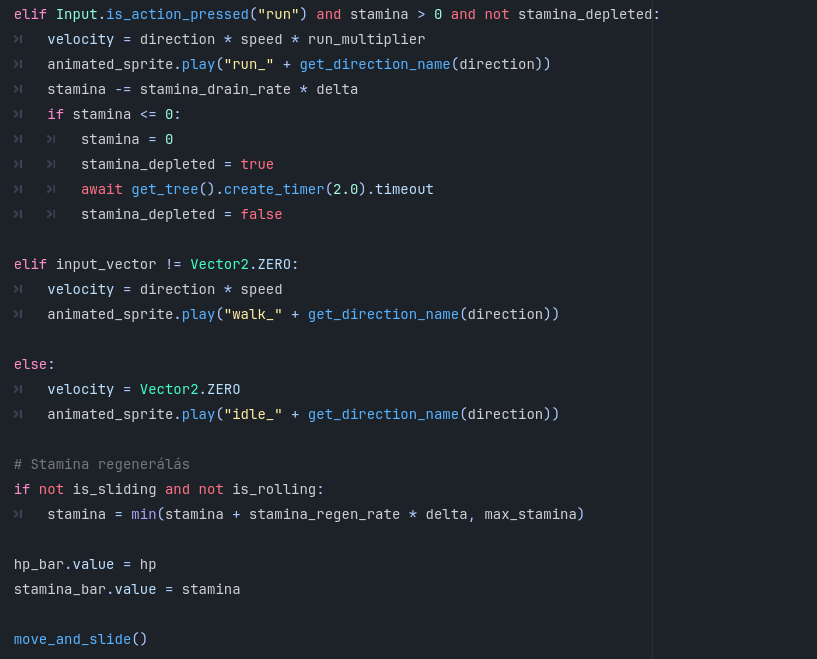 elif Input.is_action_pressed("run") and stamina > 0 and not stamina_depleted:
velocity = direction * speed * run_multiplier
animated_sprite.play("run_" + get_direction_name(direction))
stamina -= stamina_drain_rate * delta
if stamina <= 0:
stamina = 0
stamina_depleted = true
await get_tree().create_timer(2.0).timeout
stamina_depleted = false
elif input_vector != Vector2.ZERO:
velocity = direction * speed
animated_sprite.play("walk_" + get_direction_name(direction))
else:
velocity = Vector2.ZERO
animated_sprite.play("idle_" + get_direction_name(direction))
# Stamina regenerálás
if not is_sliding and not is_rolling:
stamina = min(stamina + stamina_regen_rate * delta, max_stamina)
hp_bar.value = hp
stamina_bar.value = stamina
move_and_slide()